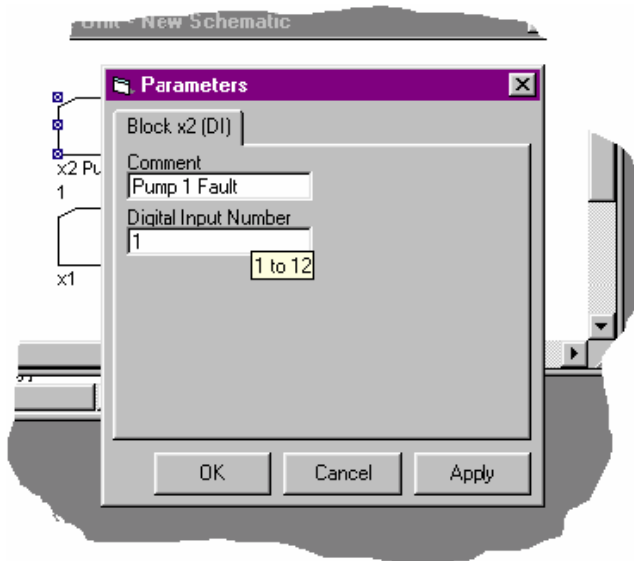 Unit - New Schematic
Parameters
Block x2 (DI)
Comment
Pump 1 Fault
Digital Input Number
1
1 to 12
x2 Pu
1
x1
OK
Cancel
Apply